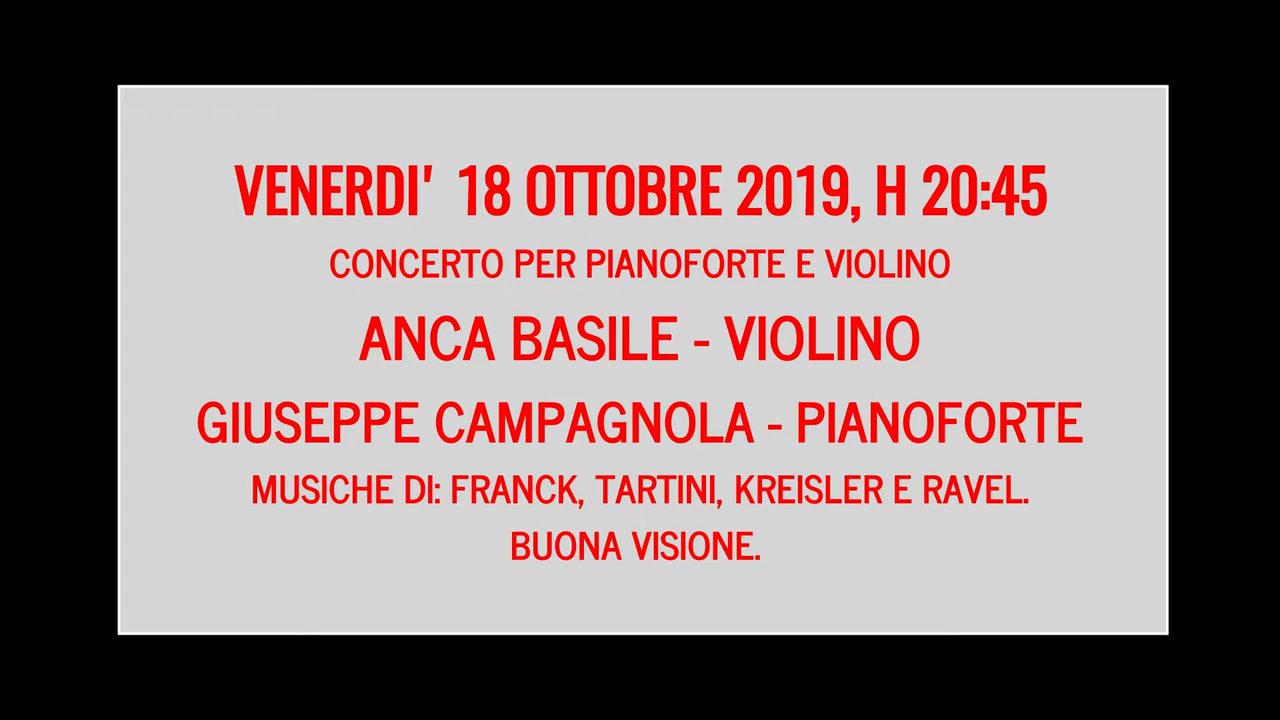 VENERDI' 18 OTTOBRE 2019, H 20:45
CONCERTO PER PIANOFORTE E VIOLINO
ANCA BASILE - VIOLINO
GIUSEPPE CAMPAGNOLA - PIANOFORTE
MUSICHE DI: FRANCK, TARTINI, KREISLER E RAVEL.
BUONA VISIONE.